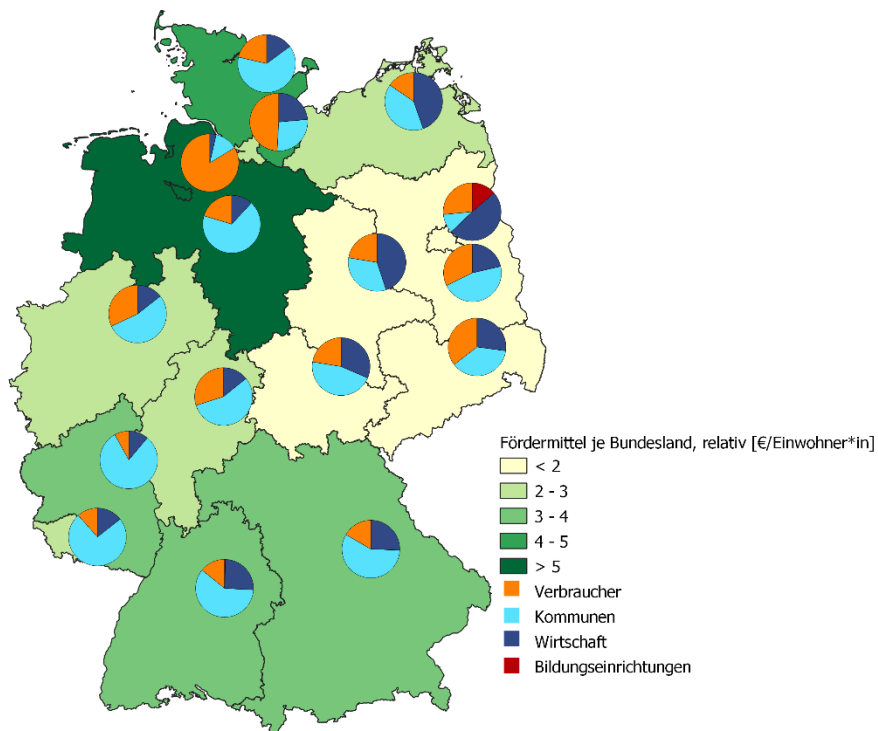 Fördermittel je Bundesland, relativ [€/Einwohner*in]
< 2
2 - 3
3 - 4
4 - 5
> 5
Verbraucher
Kommunen
Wirtschaft
Bildungseinrichtungen